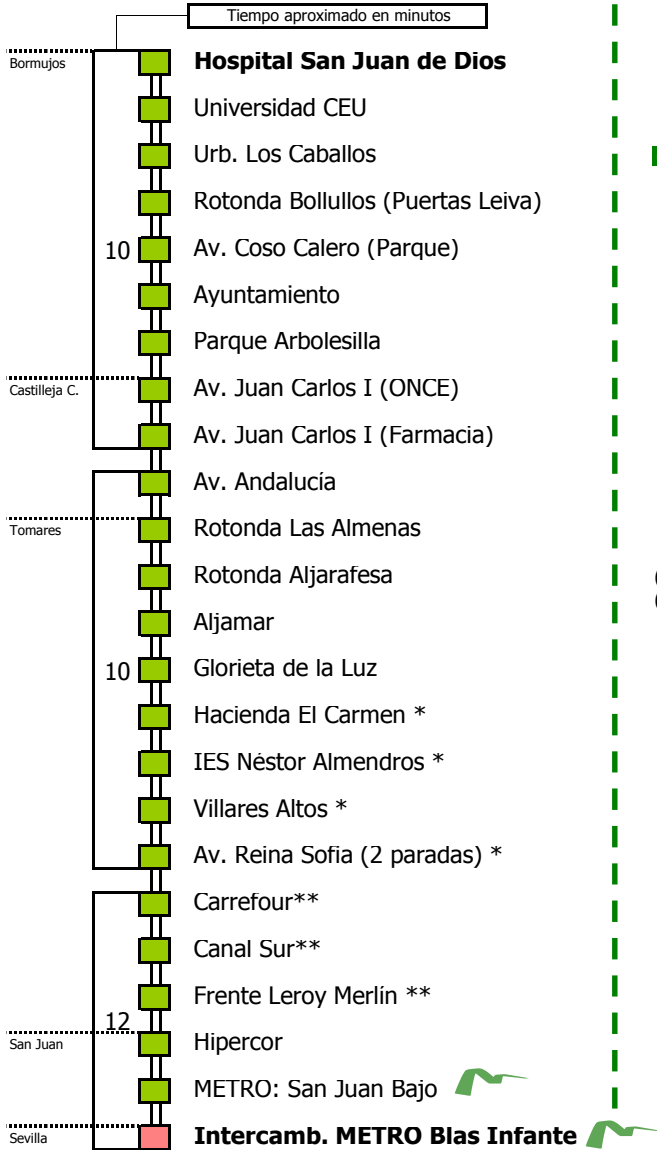 Tiempo aproximado en minutos
Bormujos
Hospital San Juan de Dios
Universidad CEU
Urb. Los Caballos
Rotonda Bollullos (Puertas Leiva)
10
Av. Coso Calero (Parque)
Ayuntamiento
Parque Arbolesilla
Castilleja C.
Av. Juan Carlos I (ONCE)
Av. Juan Carlos I (Farmacia)
Av. Andalucía
Tomares
Rotonda Las Almenas
Rotonda Aljarafesa
Aljamar
10
Glorieta de la Luz
Hacienda El Carmen *
IES Néstor Almendros *
Villares Altos *
Av. Reina Sofia (2 paradas) *
Carrefour**
Canal Sur**
Frente Leroy Merlín **
12
San Juan
Hipercor
METRO: San Juan Bajo
Sevilla
Intercamb. METRO Blas Infante